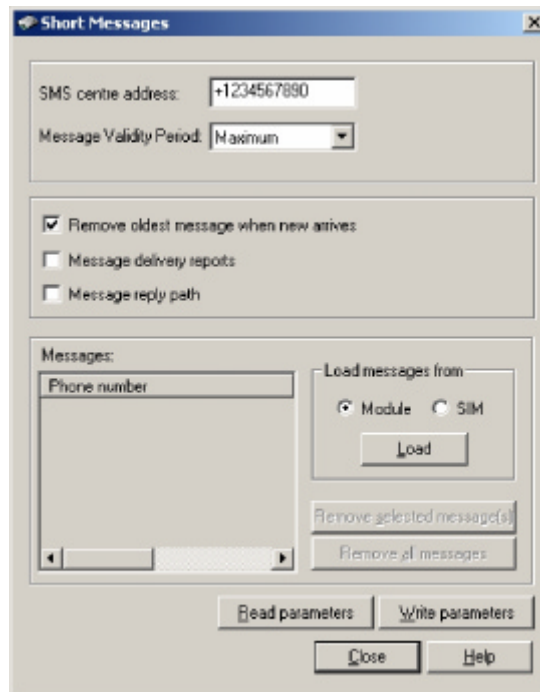 Short Messages
SMS centre address: +1234567890
Message Validity Period: Maximum
Remove oldest message when new arrives
Message delivery reports
Message reply path
Messages:
Phone number
Load messages from
Module SIM
Load
Remove selected message(s)
Remove all messages
Read parameters Write parameters
Close Help